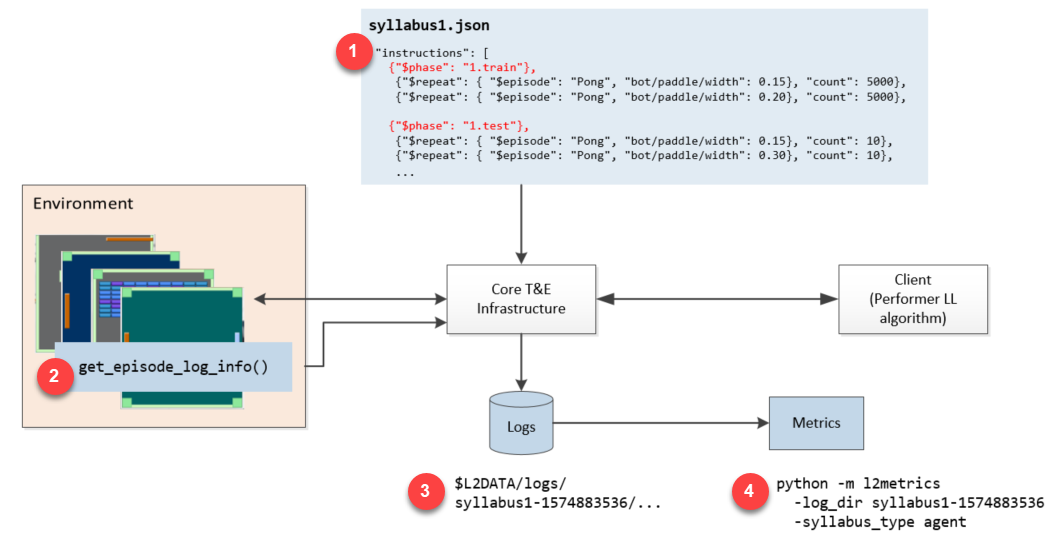 syllabus1.json
1
"instructions": [
{"$phase": "1.train"},
{"$repeat": { "$episode": "Pong", "bot/paddle/width": 0.15}, "count": 5000},
{"$repeat": { "$episode": "Pong", "bot/paddle/width": 0.20}, "count": 5000},
{"$phase": "1.test"},
{"$repeat": { "$episode": "Pong", "bot/paddle/width": 0.15}, "count": 10},
{"$repeat": { "$episode": "Pong", "bot/paddle/width": 0.30}, "count": 10},
...
Environment
2
get_episode_log_info()
Core T&E
Infrastructure
Client
(Performer LL
algorithm)
Logs
Metrics
3
$L2DATA/logs/
syllabus1-1574883536/...
4
python -m l2metrics
-log_dir syllabus1-1574883536
-syllabus_type agent